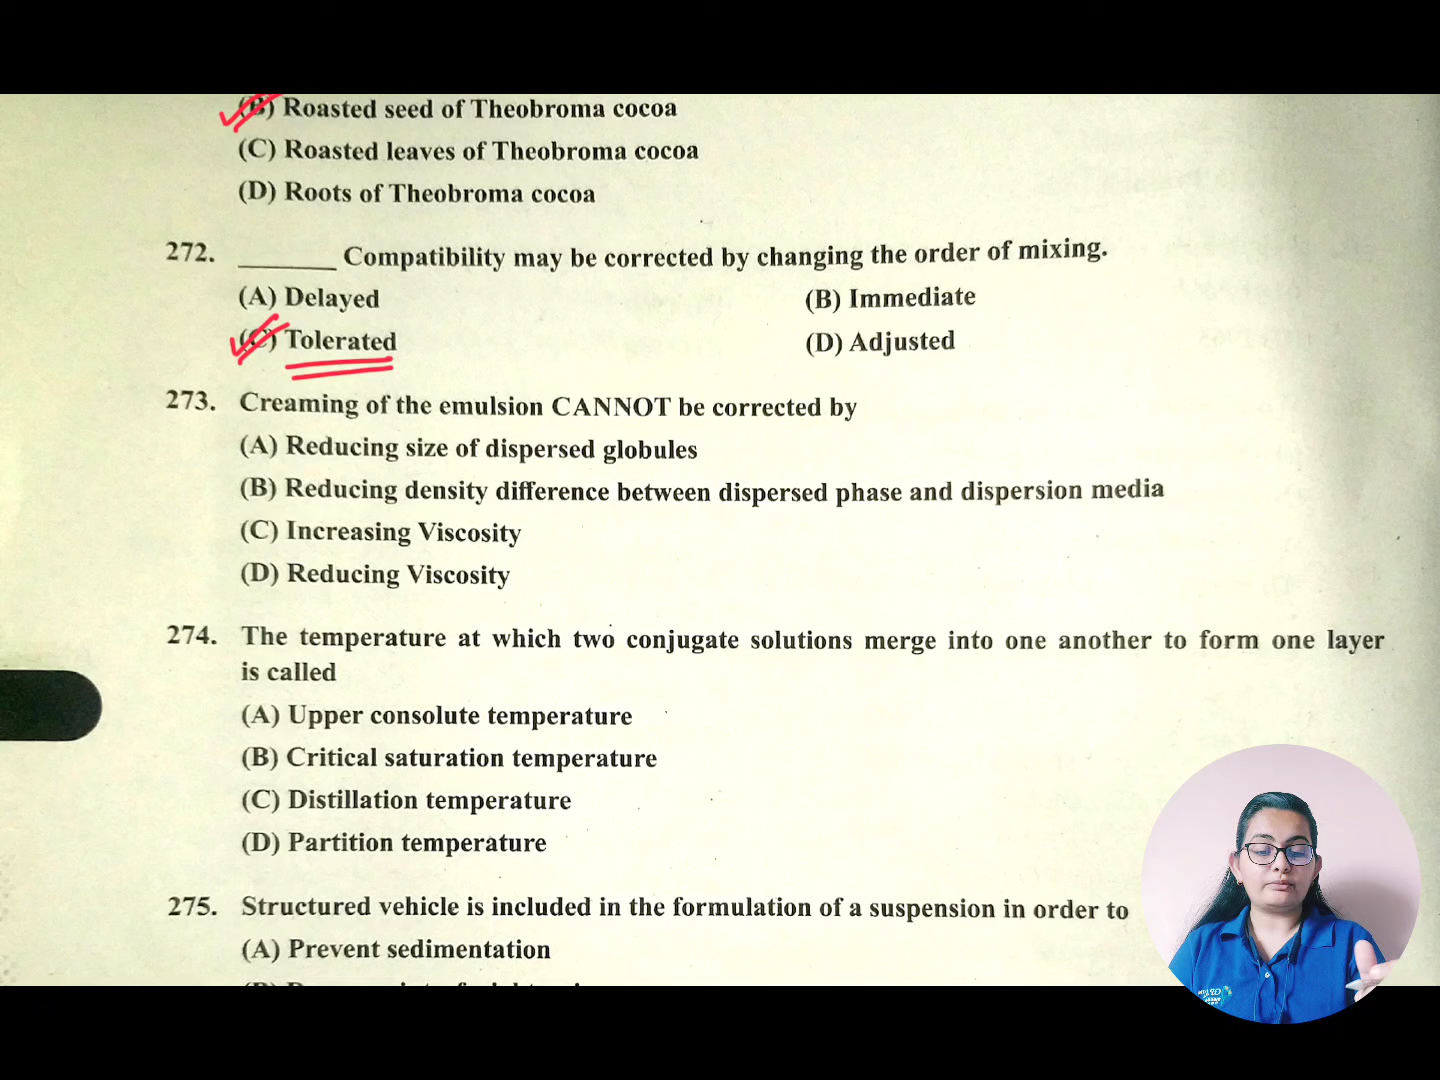 (B) Roasted seed of Theobroma cocoa
(C) Roasted leaves of Theobroma cocoa
(D) Roots of Theobroma cocoa
272. ________ Compatibility may be corrected by changing the order of mixing.
(A) Delayed (B) Immediate
(C) Tolerated (D) Adjusted
273. Creaming of the emulsion CANNOT be corrected by
(A) Reducing size of dispersed globules
(B) Reducing density difference between dispersed phase and dispersion media
(C) Increasing Viscosity
(D) Reducing Viscosity
274. The temperature at which two conjugate solutions merge into one another to form one layer
is called
(A) Upper consolute temperature
(B) Critical saturation temperature
(C) Distillation temperature
(D) Partition temperature
275. Structured vehicle is included in the formulation of a suspension in order to
(A) Prevent sedimentation